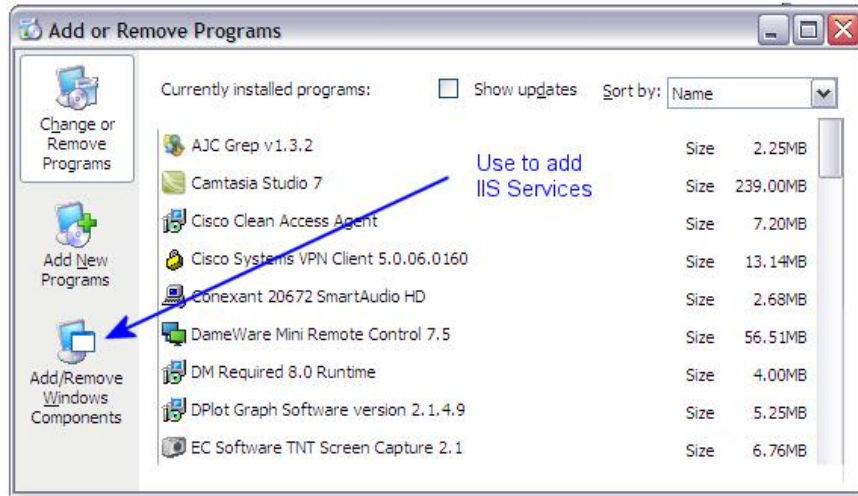 Add or Remove Programs
Change or
Remove
Programs
Add New
Programs
Add/Remove
Windows
Components
Currently installed programs:
Show updates
Sort by: Name
AJC Grep v1.3.2 Size 2.25MB
Camtasia Studio 7 Size 239.00MB
Cisco Clean Access Agent Size 7.20MB
Cisco Systems VPN Client 5.0.06.0160 Size 13.14MB
Conexant 20672 SmartAudio HD Size 2.68MB
DameWare Mini Remote Control 7.5 Size 56.51MB
DM Required 8.0 Runtime Size 4.00MB
DPlot Graph Software version 2.1.4.9 Size 5.25MB
EC Software TNT Screen Capture 2.1 Size 6.76MB
Use to add
IIS Services